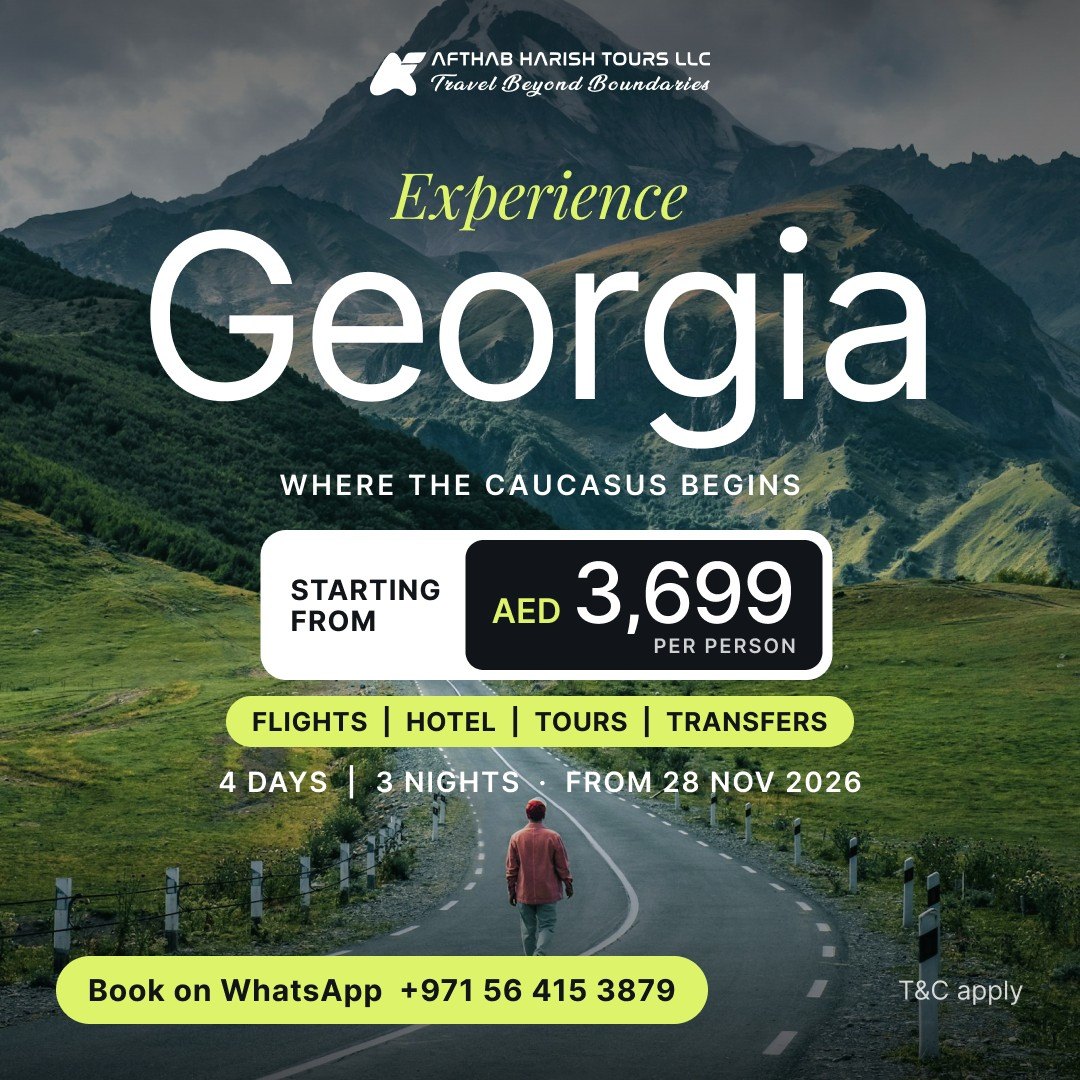 AFTHAB HARISH TOURS LLC
Travel Beyond Boundaries
Experience
Georgia
WHERE THE CAUCASUS BEGINS
STARTING
FROM
AED 3,699
PER PERSON
FLIGHTS | HOTEL | TOURS | TRANSFERS
4 DAYS | 3 NIGHTS · FROM 28 NOV 2026
Book on WhatsApp +971 56 415 3879
T&C apply